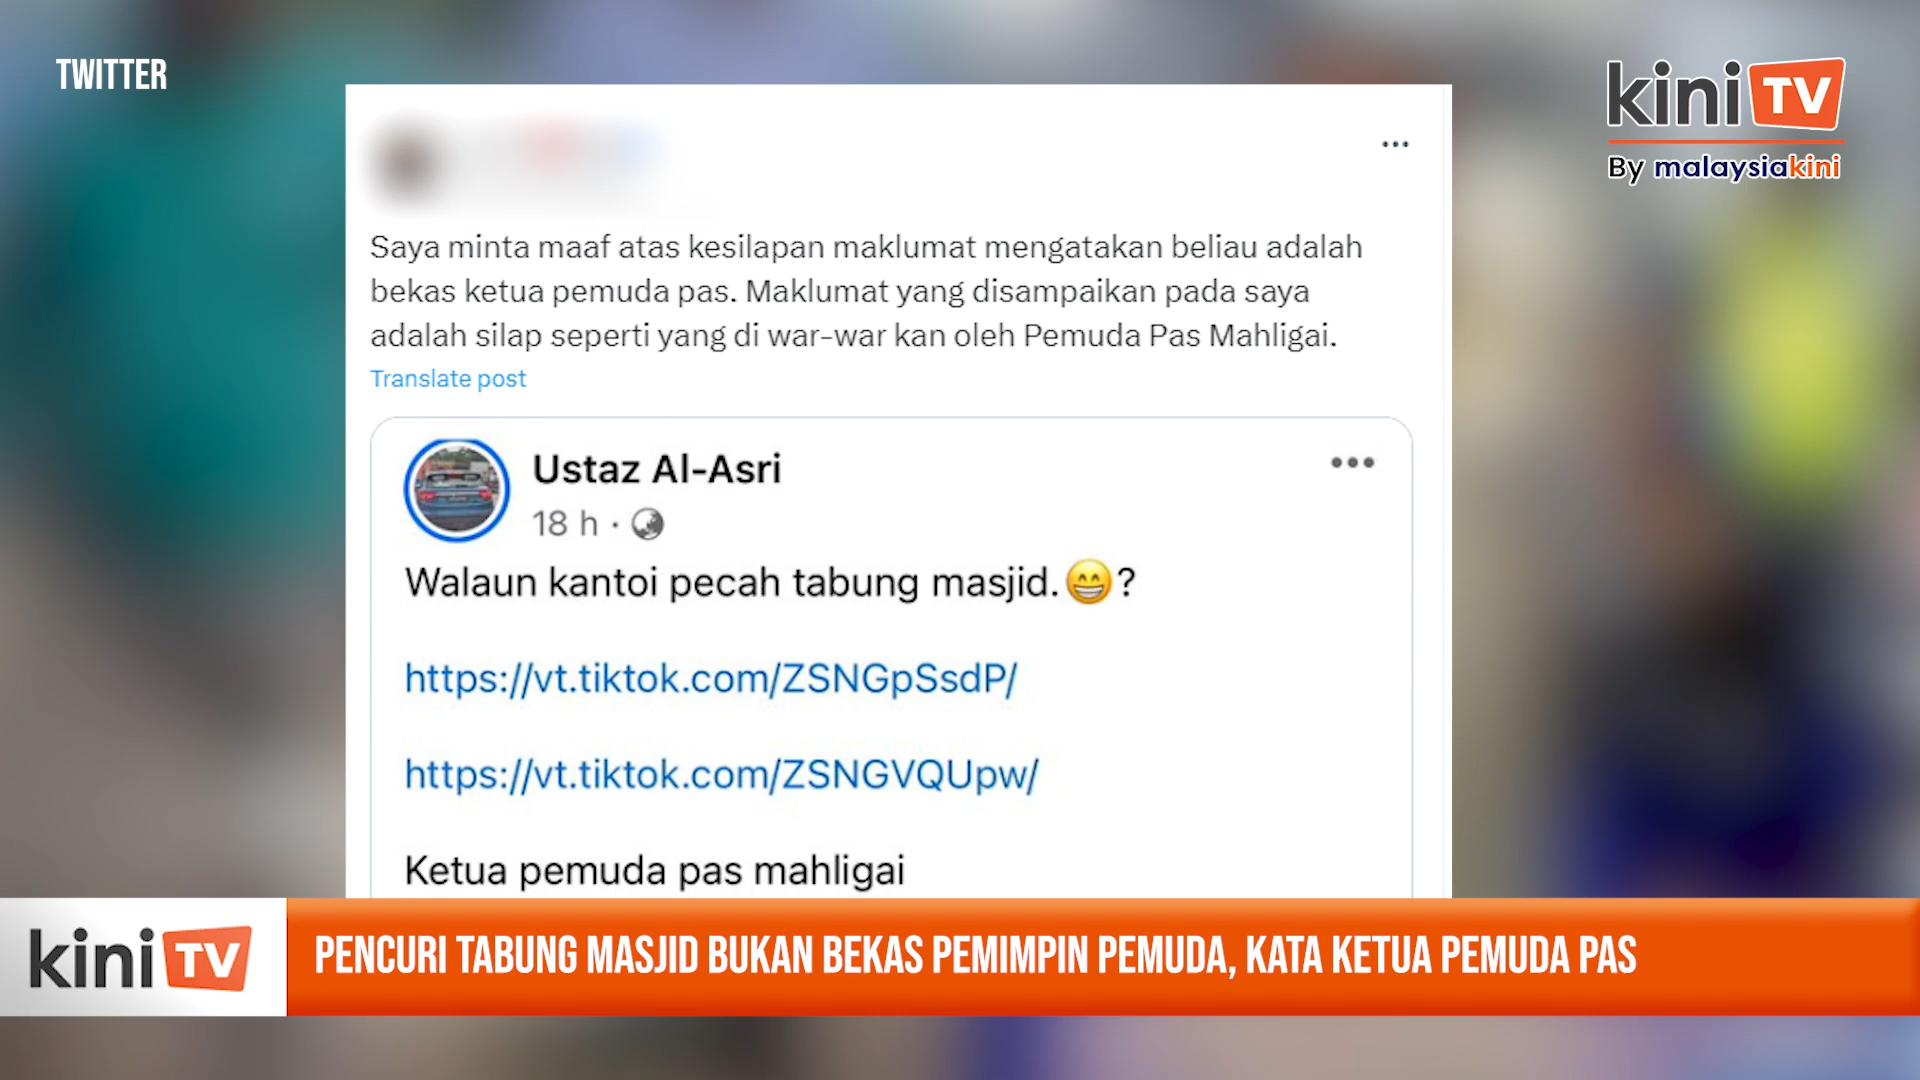 TWITTER
kini TV
By malaysiakini
Saya minta maaf atas kesilapan maklumat mengatakan beliau adalah
bekas ketua pemuda pas. Maklumat yang disampaikan pada saya
adalah silap seperti yang di war-war kan oleh Pemuda Pas Mahligai.
Translate post
Ustaz Al-Asri
18 h ·
Walaun kantoi pecah tabung masjid.😁?
https://vt.tiktok.com/ZSNGpSsdP/
https://vt.tiktok.com/ZSNGVQUpw/
Ketua pemuda pas mahligai
kini TV
PENCURI TABUNG MASJID BUKAN BEKAS PEMIMPIN PEMUDA, KATA KETUA PEMUDA PAS